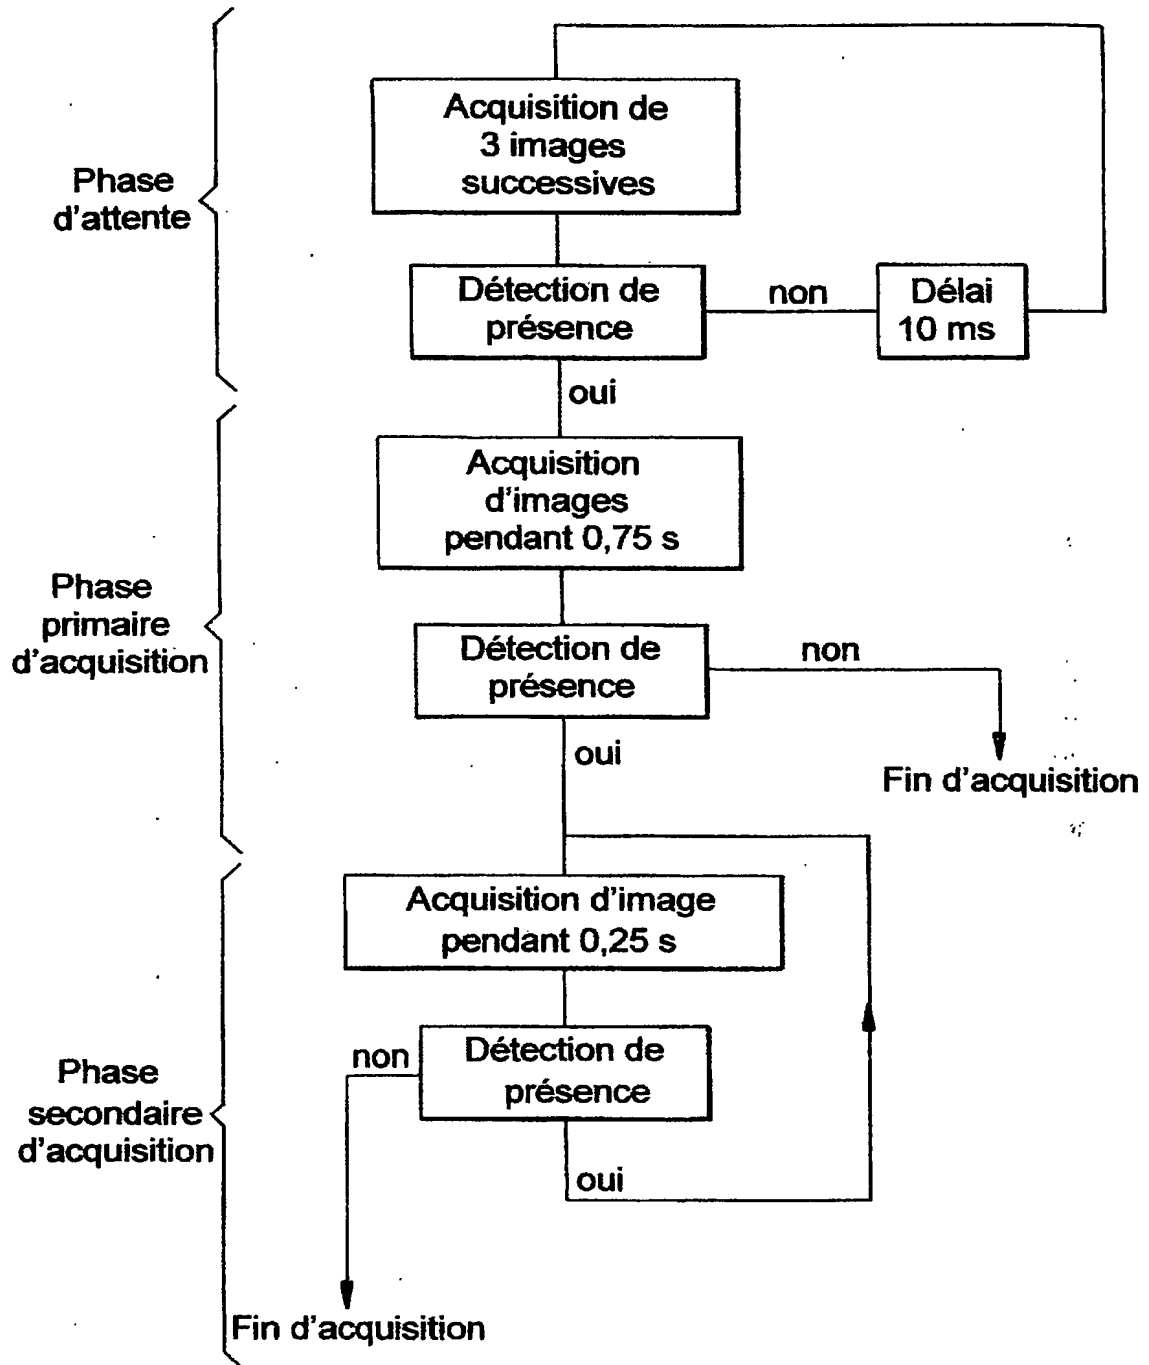 Acquisition de
3 images
successives
Phase
d'attente
Détection de
présence
non
Délai
10 ms
oui
Acquisition
d'images
pendant 0,75 s
Phase
primaire
d'acquisition
Détection de
présence
non
oui
Fin d'acquisition
Acquisition d'image
pendant 0,25 s
Phase
secondaire
d'acquisition
non
Détection de
présence
oui
Fin d'acquisition